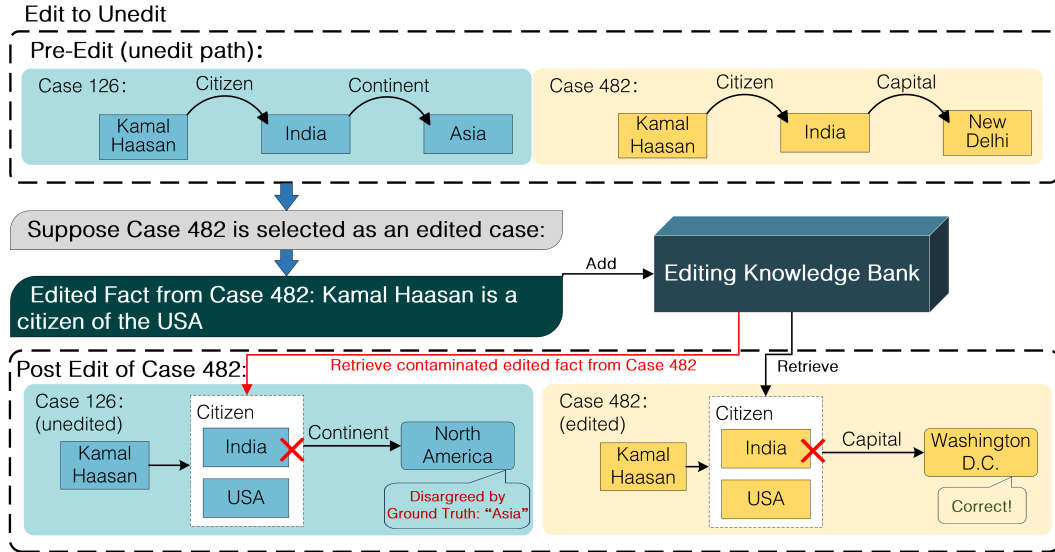 Edit to Unedit
Pre-Edit (unedit path):
Case 126:
Citizen
Continent
Kamal
Haasan
India
Asia
Case 482:
Citizen
Capital
Kamal
Haasan
India
New
Delhi
Suppose Case 482 is selected as an edited case:
Edited Fact from Case 482: Kamal Haasan is a
citizen of the USA
Add
Editing Knowledge Bank
Post Edit of Case 482:
Retrieve contaminated edited fact from Case 482
Retrieve
Case 126:
(unedited)
Kamal
Haasan
Citizen
India
USA
Continent
North
America
Disargreed by
Ground Truth: "Asia"
Case 482:
(edited)
Kamal
Haasan
Citizen
India
USA
Capital
Washington
D.C.
Correct!